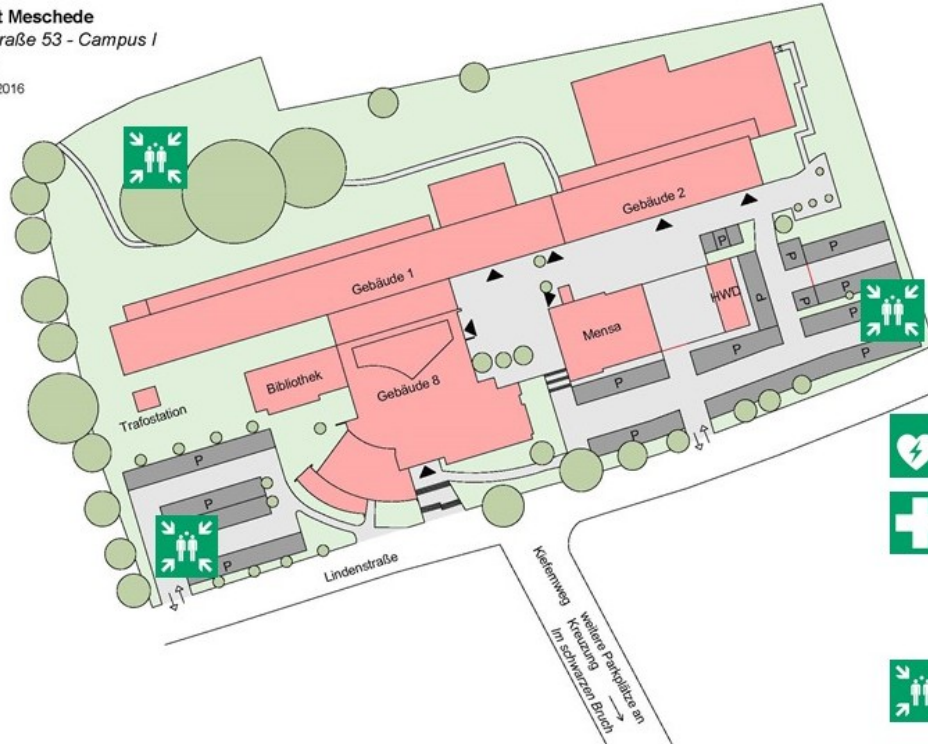 t Meschede
raße 53 - Campus I
2016
Gebäude 2
Gebäude 1
P
P
P
P
HWD
P
P
P
P
Mensa
P
P
Bibliothek
Gebäude 8
P
P
Trafostation
P
P
P
Lindenstraße
Kiefernweg
weitere Parkplätze an
Kreuzung
Im schwarzen Bruch